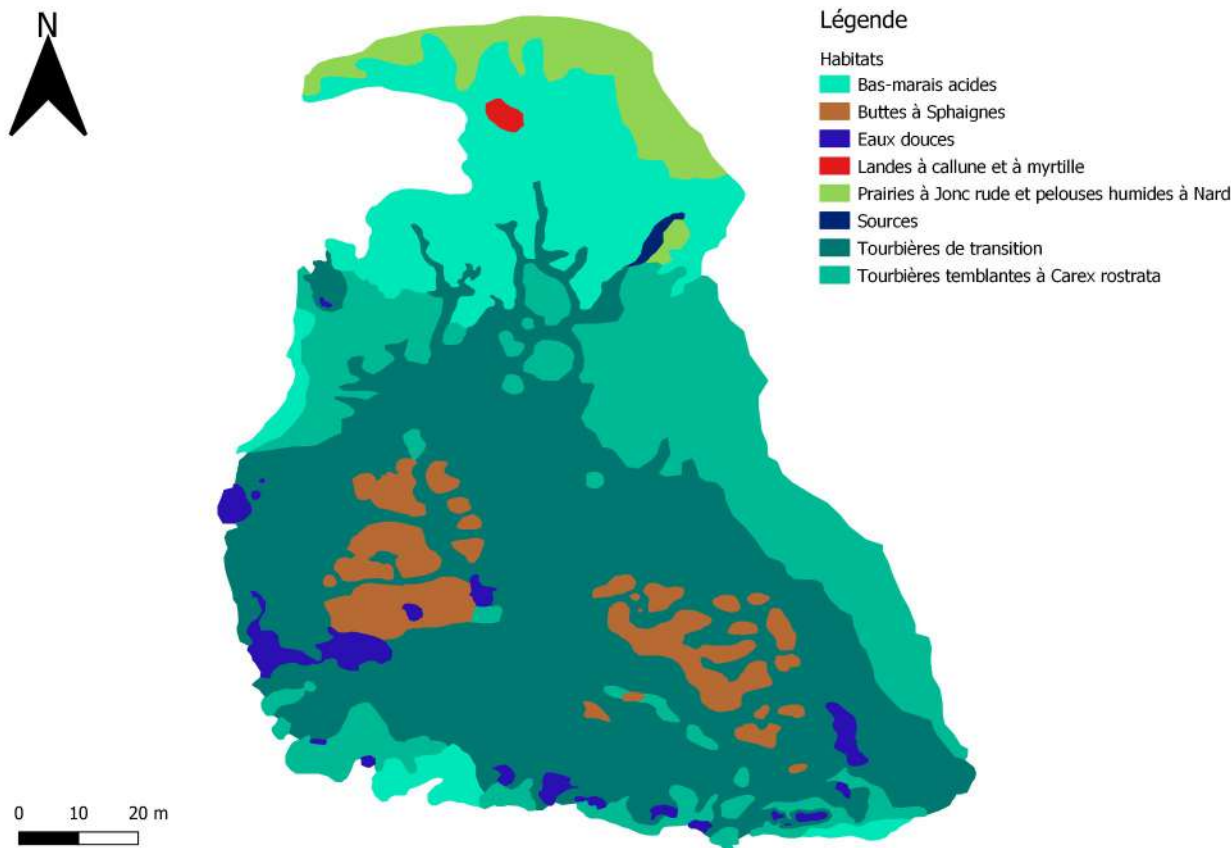 N
Légende
Habitats
Bas-marais acides
Buttes à Sphaignes
Eaux douces
Landes à callune et à myrtille
Prairies à Jonc rude et pelouses humides à Nard
Sources
Tourbières de transition
Tourbières temblantes à Carex rostrata
0 10 20 m